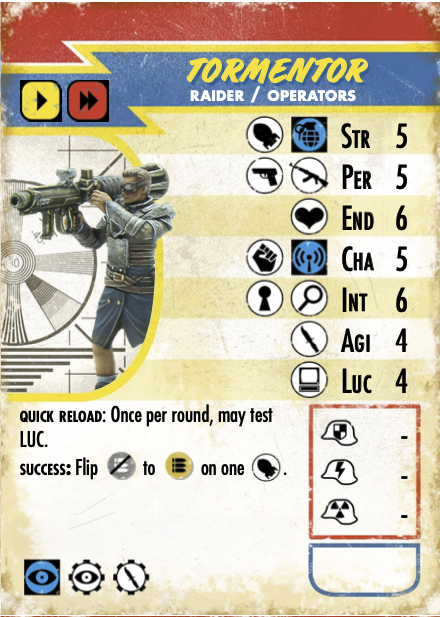 TORMENTOR
RAIDER / OPERATORS
STR 5
PER 5
END 6
CHA 5
INT 6
AGI 4
LUC 4
QUICK RELOAD: Once per round, may test
LUC.
SUCCESS: Flip to on one .
-
-
-